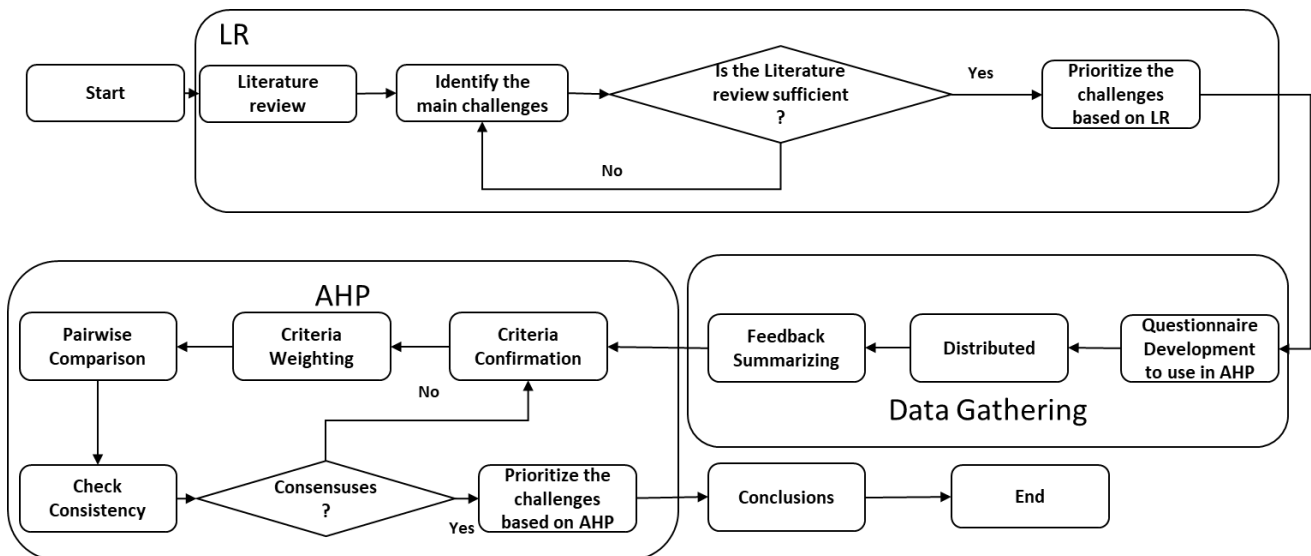 LR
Start
Literature
review
Identify the
main challenges
Is the Literature
review sufficient
?
Yes
Prioritize the
challenges
based on LR
No
AHP
Pairwise
Comparison
Criteria
Weighting
Criteria
Confirmation
Feedback
Summarizing
Distributed
Questionnaire
Development
to use in AHP
Data Gathering
No
Check
Consistency
Consensuses
?
Yes
Prioritize the
challenges
based on AHP
Conclusions
End